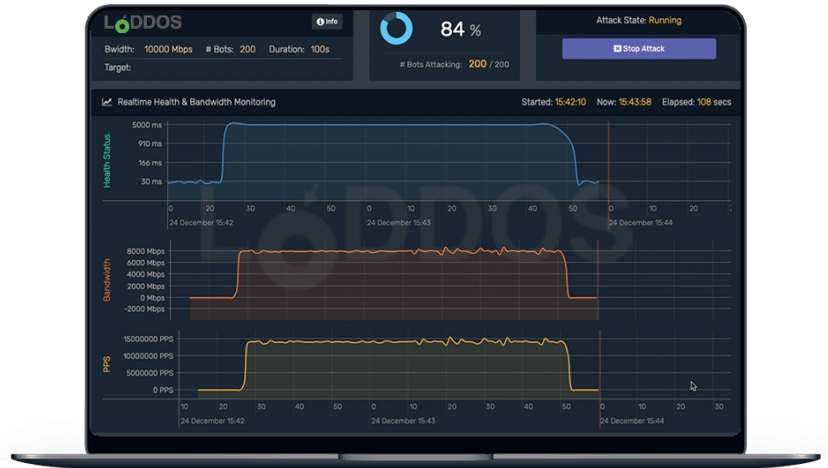 LODDOS
Info
Bwidth: 10000 Mbps # Bots: 200 Duration: 100s
Target:
84 %
# Bots Attacking: 200 / 200
Attack State: Running
Stop Attack
Realtime Health & Bandwidth Monitoring
Started: 15:42:10 Now: 15:43:58 Elapsed: 108 secs
Health Status
5000 ms
910 ms
166 ms
30 ms
0 20 30 40 50 0 10 20 30 40 50 0 10 20
24 December 15:42 24 December 15:43 24 December 15:44
LODDOS
Bandwidth
8000 Mbps
6000 Mbps
4000 Mbps
2000 Mbps
0 Mbps
-2000 Mbps
PPS
15000000 PPS
10000000 PPS
5000000 PPS
0 PPS
10 20 30 40 50 0 10 20 30 40 50 0 10 20 30
24 December 15:42 24 December 15:43 24 December 15:44